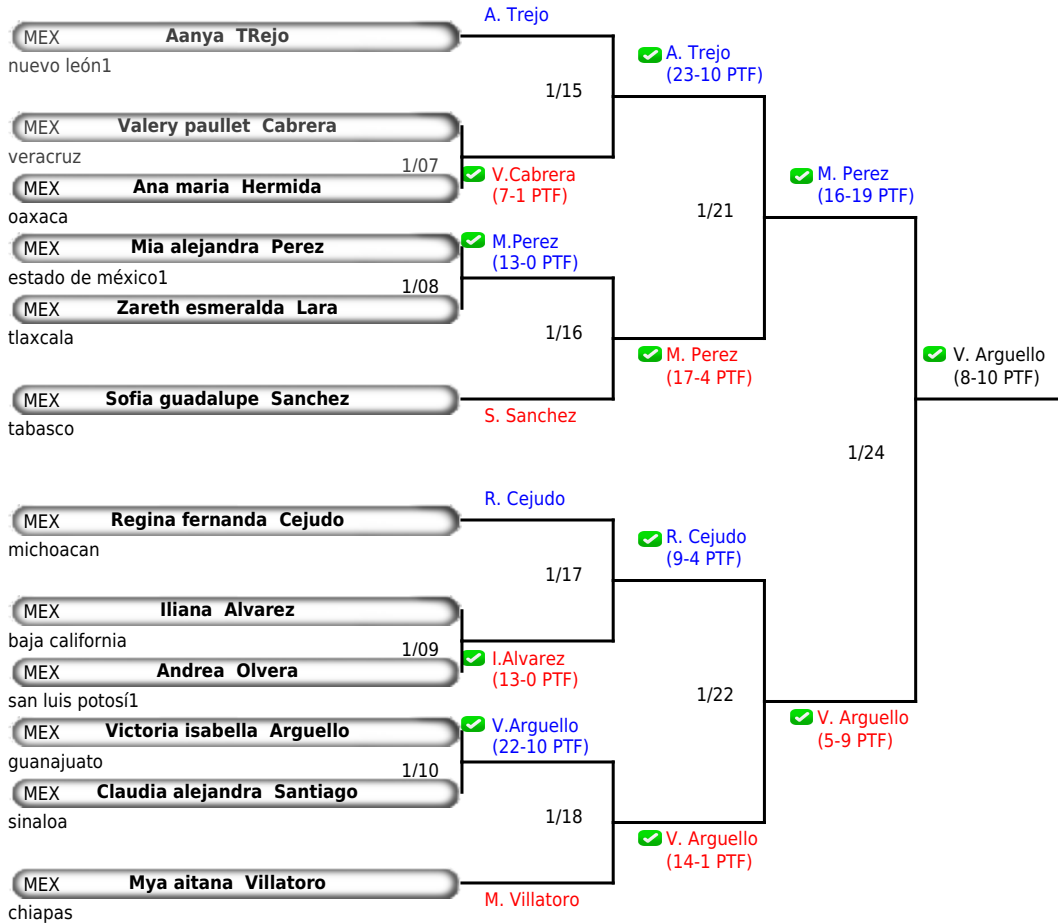 A. Trejo
MEX Aanya TRejo
nuevo león1
A. Trejo
(23-10 PTF)
1/15
MEX Valery paullet Cabrera
veracruz
1/07
V.Cabrera
(7-1 PTF)
MEX Ana maria Hermida
oaxaca
M. Perez
(16-19 PTF)
1/21
MEX Mia alejandra Perez
estado de méxico1
M.Perez
(13-0 PTF)
1/08
MEX Zareth esmeralda Lara
tlaxcala
1/16
M. Perez
(17-4 PTF)
V. Arguello
(8-10 PTF)
MEX Sofia guadalupe Sanchez
tabasco
S. Sanchez
1/24
R. Cejudo
MEX Regina fernanda Cejudo
michoacan
R. Cejudo
(9-4 PTF)
1/17
MEX Iliana Alvarez
baja california
1/09
I.Alvarez
(13-0 PTF)
MEX Andrea Olvera
san luis potosí1
1/22
V. Arguello
(5-9 PTF)
MEX Victoria isabella Arguello
guanajuato
V.Arguello
(22-10 PTF)
1/10
MEX Claudia alejandra Santiago
sinaloa
1/18
V. Arguello
(14-1 PTF)
MEX Mya aitana Villatoro
chiapas
M. Villatoro